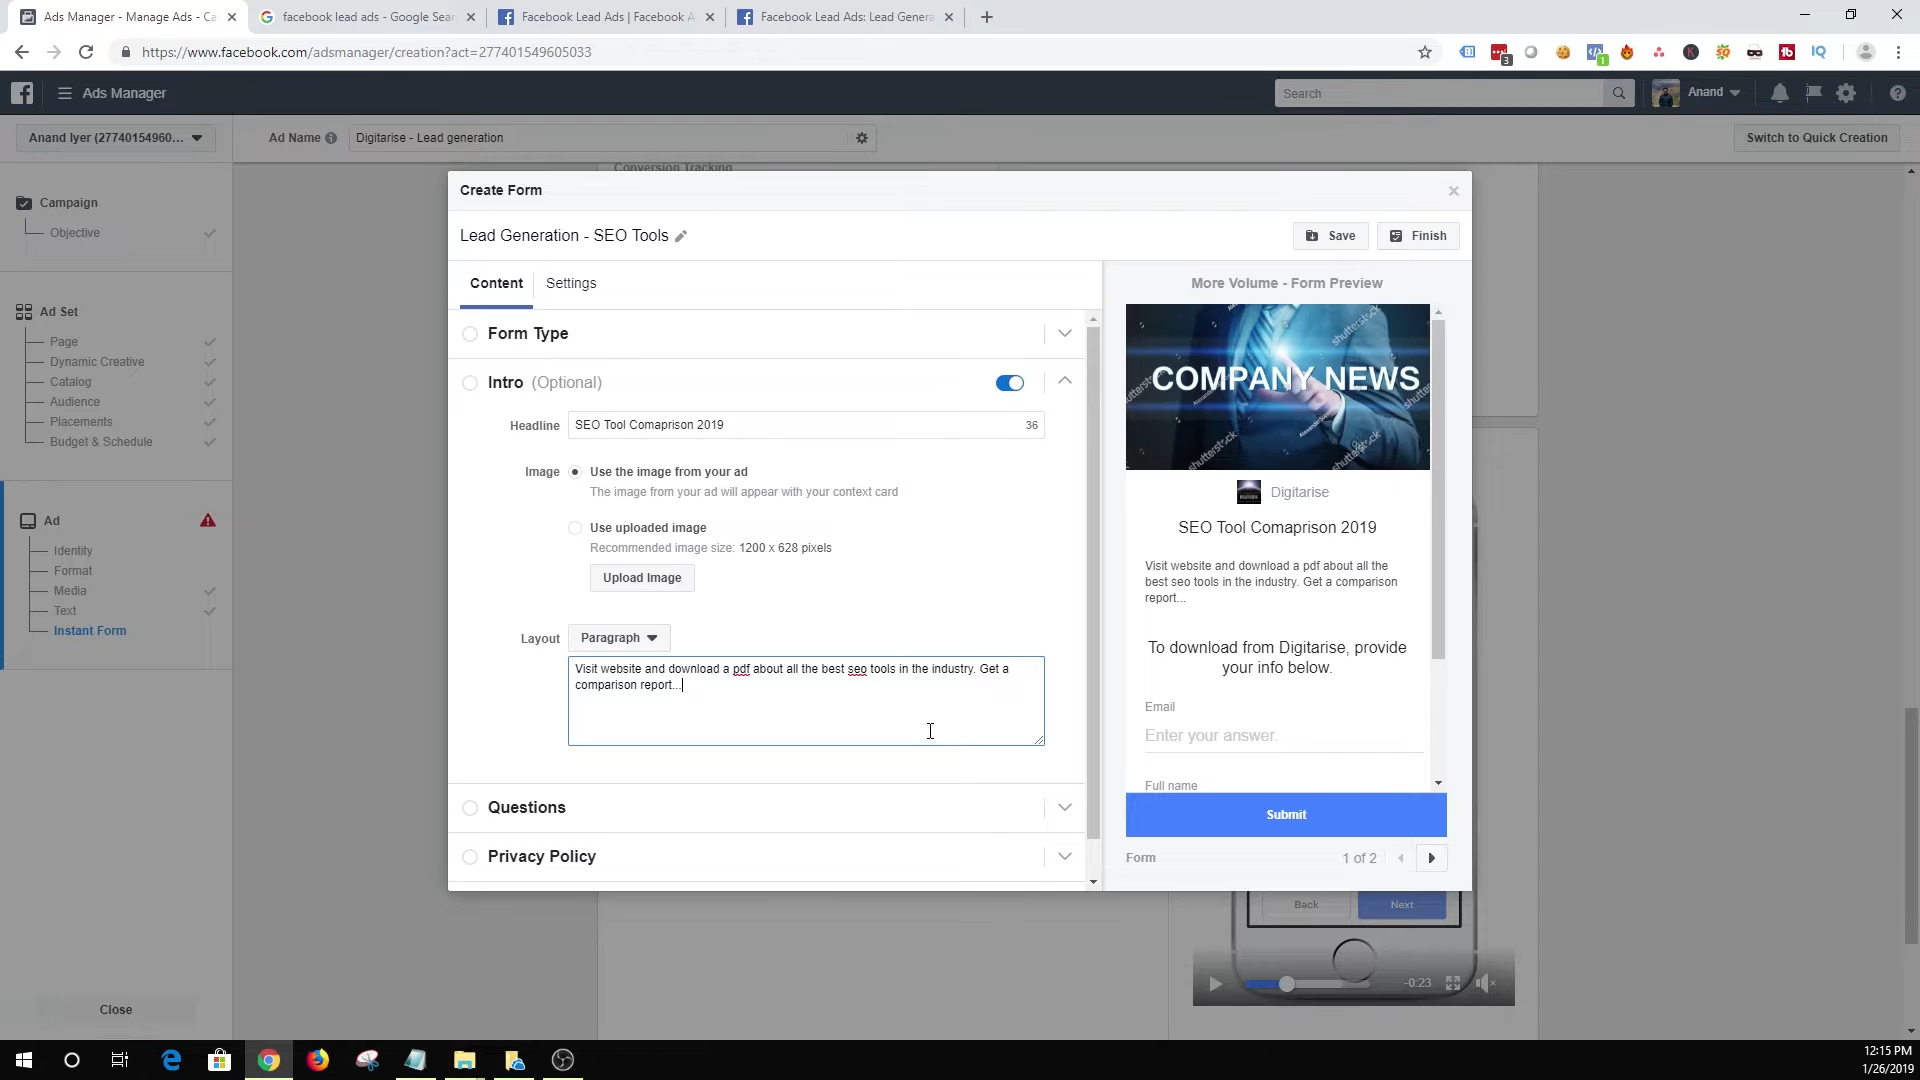 Ads Manager - Manage Ads - Ca
facebook lead ads - Google Sear
Facebook Lead Ads | Facebook A
Facebook Lead Ads: Lead Genera
https://www.facebook.com/adsmanager/creation?act=277401549605033
3
1
K
tb
IQ
Ads Manager
Search
Anand
Anand Iyer (27740154960...
Ad Name
Digitarise - Lead generation
Switch to Quick Creation
Conversion Tracking
Campaign
Objective
Ad Set
Page
Dynamic Creative
Catalog
Audience
Placements
Budget & Schedule
Ad
Identity
Format
Media
Text
Instant Form
Close
Create Form
Lead Generation - SEO Tools
Save
Finish
Content
Settings
Form Type
Intro (Optional)
Headline
SEO Tool Comaprison 2019
36
Image
Use the image from your ad
The image from your ad will appear with your context card
Use uploaded image
Recommended image size: 1200 x 628 pixels
Upload Image
Layout
Paragraph
Visit website and download a pdf about all the best seo tools in the industry. Get a
comparison report...
Questions
Privacy Policy
More Volume - Form Preview
shutterstock
COMPANY NEWS
shutterstock
shutterstock
Digitarise
SEO Tool Comaprison 2019
Visit website and download a pdf about all the
best seo tools in the industry. Get a comparison
report...
To download from Digitarise, provide
your info below.
Email
Enter your answer.
Full name
Submit
Form
1 of 2
Back
Next
-0:23
12:15 PM
1/26/2019